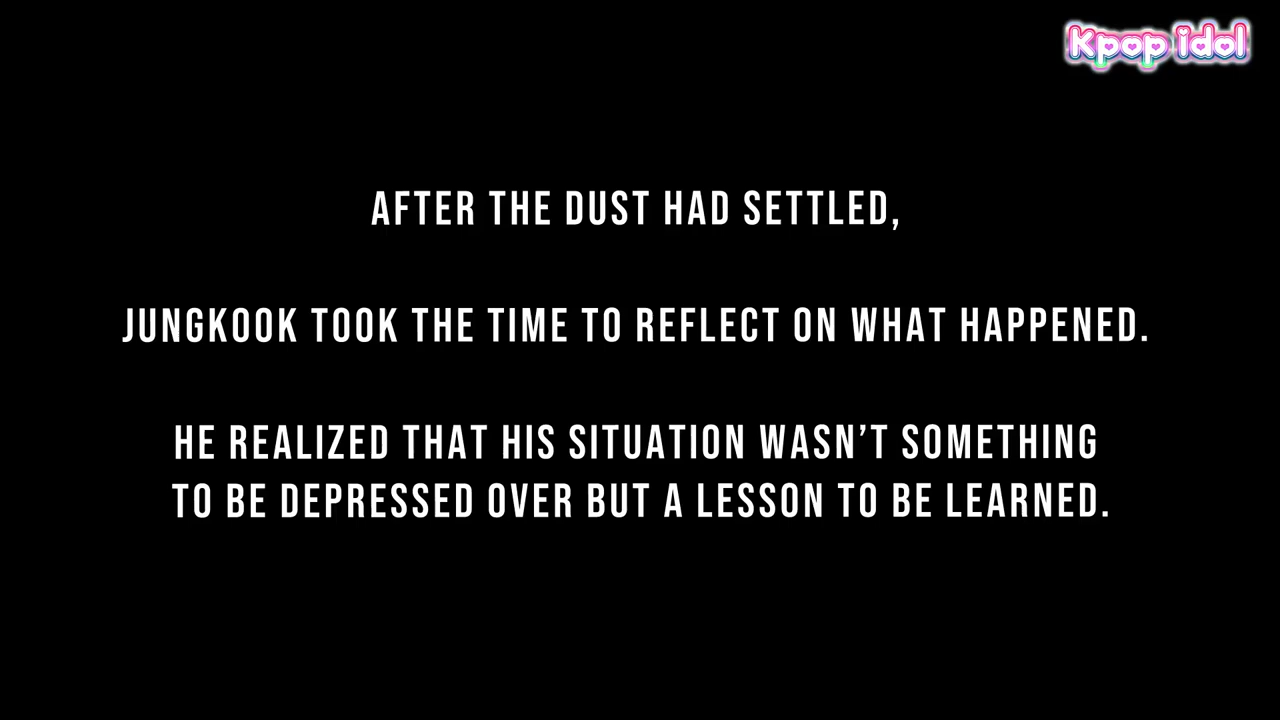 Kpop idol
AFTER THE DUST HAD SETTLED,
JUNGKOOK TOOK THE TIME TO REFLECT ON WHAT HAPPENED.
HE REALIZED THAT HIS SITUATION WASN’T SOMETHING
TO BE DEPRESSED OVER BUT A LESSON TO BE LEARNED.